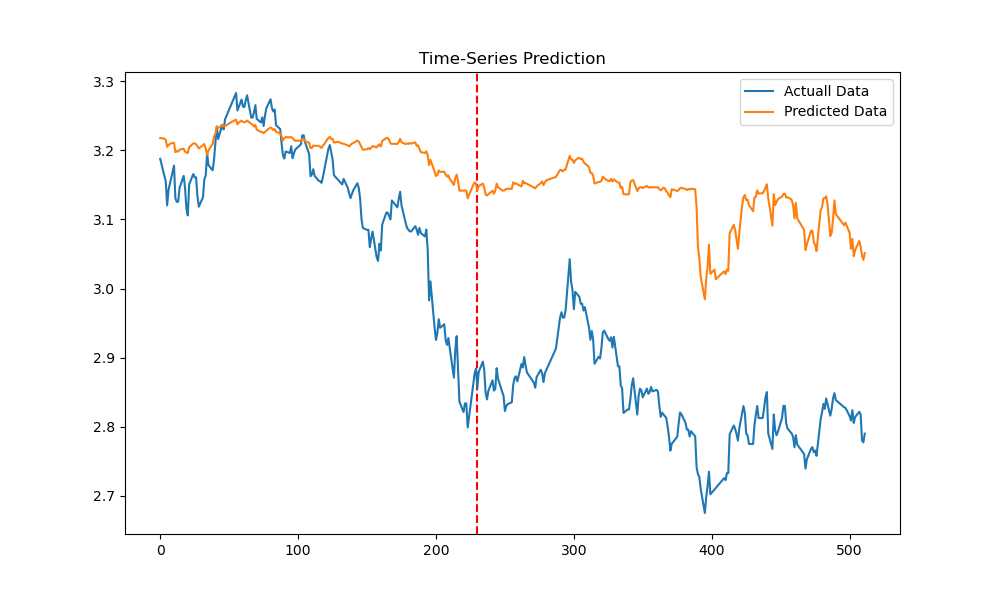 Time-Series Prediction
Actuall Data
Predicted Data
3.3
3.2
3.1
3.0
2.9
2.8
2.7
0 100 200 300 400 500